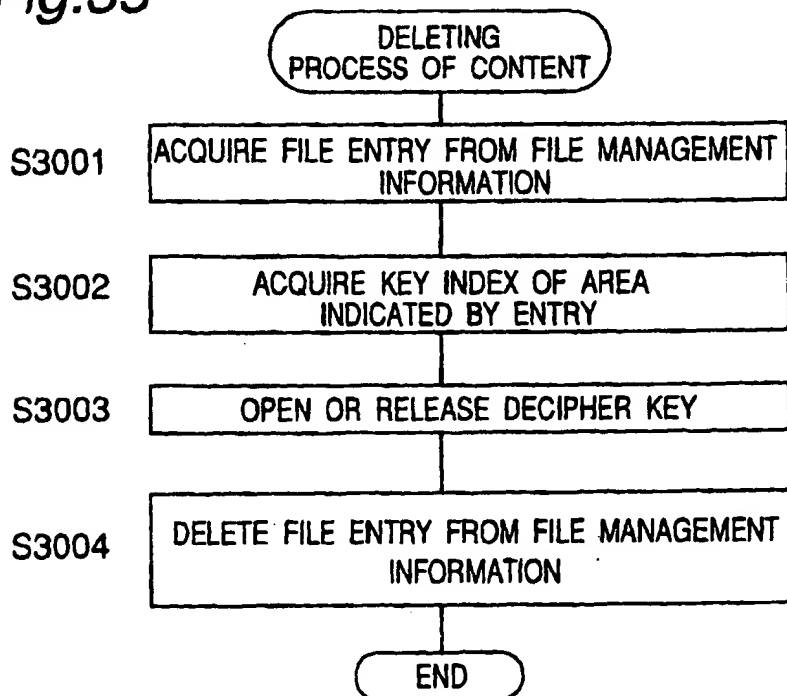 DELETING
PROCESS OF CONTENT
S3001
ACQUIRE FILE ENTRY FROM FILE MANAGEMENT
INFORMATION
S3002
ACQUIRE KEY INDEX OF AREA
INDICATED BY ENTRY
S3003
OPEN OR RELEASE DECIPHER KEY
S3004
DELETE FILE ENTRY FROM FILE MANAGEMENT
INFORMATION
END